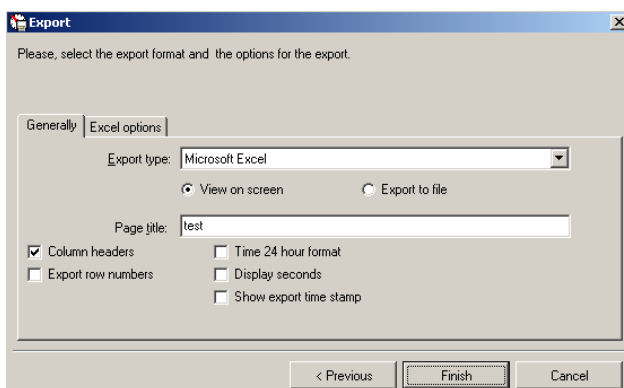 Export
Please, select the export format and the options for the export.
Generally Excel options
Export type: Microsoft Excel
View on screen Export to file
Page title: test
Column headers Time 24 hour format
Export row numbers Display seconds
Show export time stamp
< Previous Finish Cancel